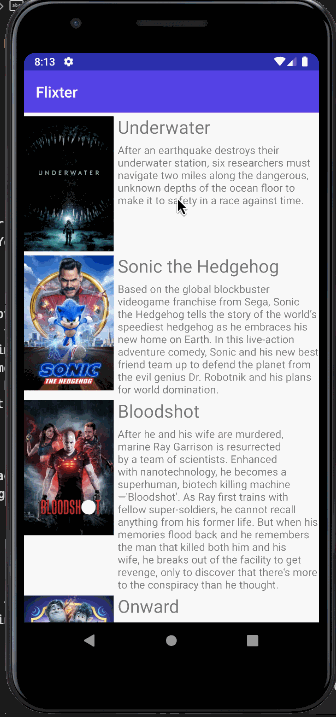 8:13
Flixter
UNDERWATER
Underwater
After an earthquake destroys their
underwater station, six researchers must
navigate two miles along the dangerous,
unknown depths of the ocean floor to
make it to safety in a race against time.
SONIC
THE HEDGEHOG
Sonic the Hedgehog
Based on the global blockbuster
videogame franchise from Sega, Sonic
the Hedgehog tells the story of the world's
speediest hedgehog as he embraces his
new home on Earth. In this live-action
adventure comedy, Sonic and his new best
friend team up to defend the planet from
the evil genius Dr. Robotnik and his plans
for world domination.
BLOODSH
Bloodshot
After he and his wife are murdered,
marine Ray Garrison is resurrected
by a team of scientists. Enhanced
with nanotechnology, he becomes a
superhuman, biotech killing machine
—'Bloodshot'. As Ray first trains with
fellow super-soldiers, he cannot recall
anything from his former life. But when his
memories flood back and he remembers
the man that killed both him and his
wife, he breaks out of the facility to get
revenge, only to discover that there's more
to the conspiracy than he thought.
Onward